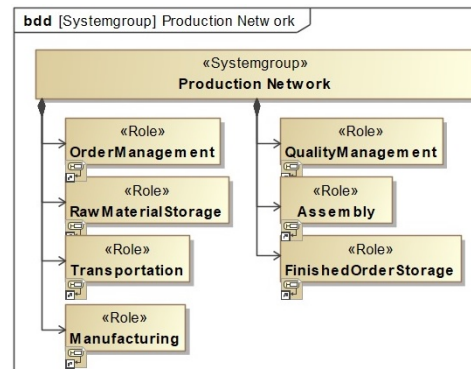 bdd [Systemgroup] Production Network
«Systemgroup»
Production Network
«Role»
OrderManagement
«Role»
RawMaterialStorage
«Role»
Transportation
«Role»
Manufacturing
«Role»
QualityManagement
«Role»
Assembly
«Role»
FinishedOrderStorage